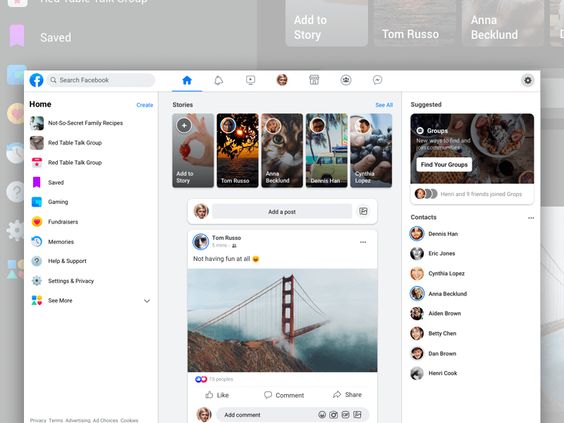 Red Table Talk Group
Saved
Add to
Story
Tom Russo
Anna
Becklund
Search Facebook
Home
Create
Not-So-Secret Family Recipes
Red Table Talk Group
Red Table Talk Group
Saved
Gaming
Fundraisers
Memories
Help & Support
Settings & Privacy
See More
Privacy Terms Advertising Ad Choices Cookies
Stories
See All
Add to
Story
Tom Russo
Anna
Becklund
Dennis Han
Cynthia
Lopez
Add a post
Tom Russo
5 mins
Not having fun at all
15 peoples
Like
Comment
Share
Add comment
GIF
Suggested
Groups
New ways to find and
join communities.
Find Your Groups
Henri and 9 friends joined Grops
Contacts
Dennis Han
Eric Jones
Cynthia Lopez
Anna Becklund
Aiden Brown
Betty Chen
Dan Brown
Henri Cook